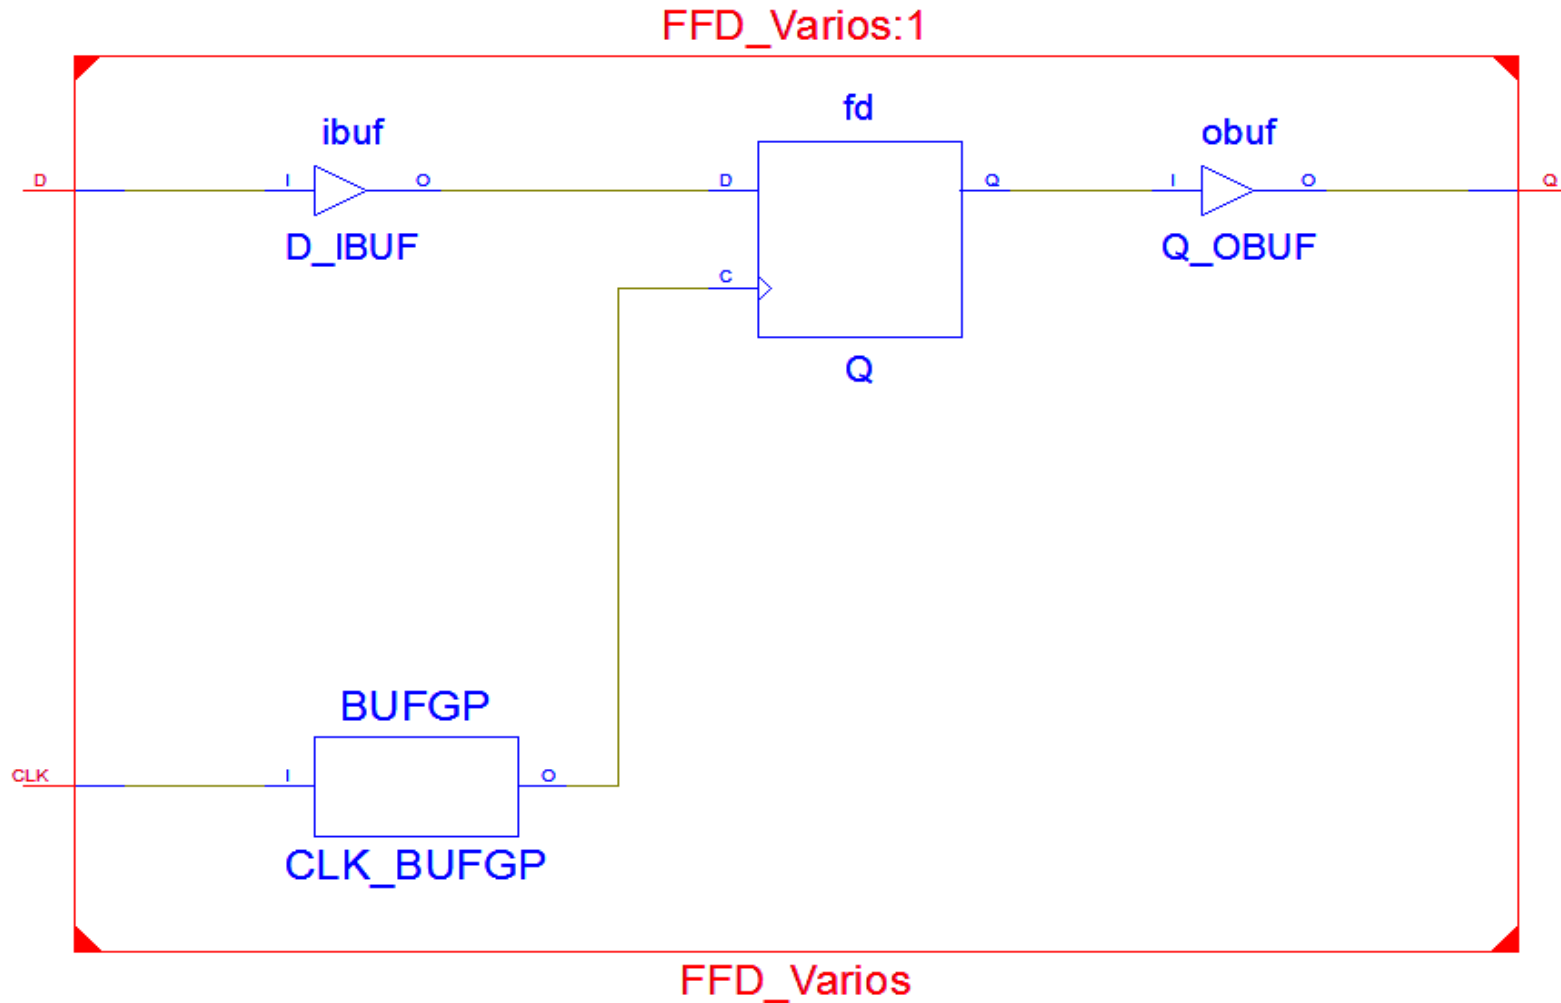 FFD_Varios:1
ibuf
fd
obuf
D
I
O
D
Q
I
O
Q
D_IBUF
Q_OBUF
C
Q
BUFGP
CLK
I
O
CLK_BUFGP
FFD_Varios